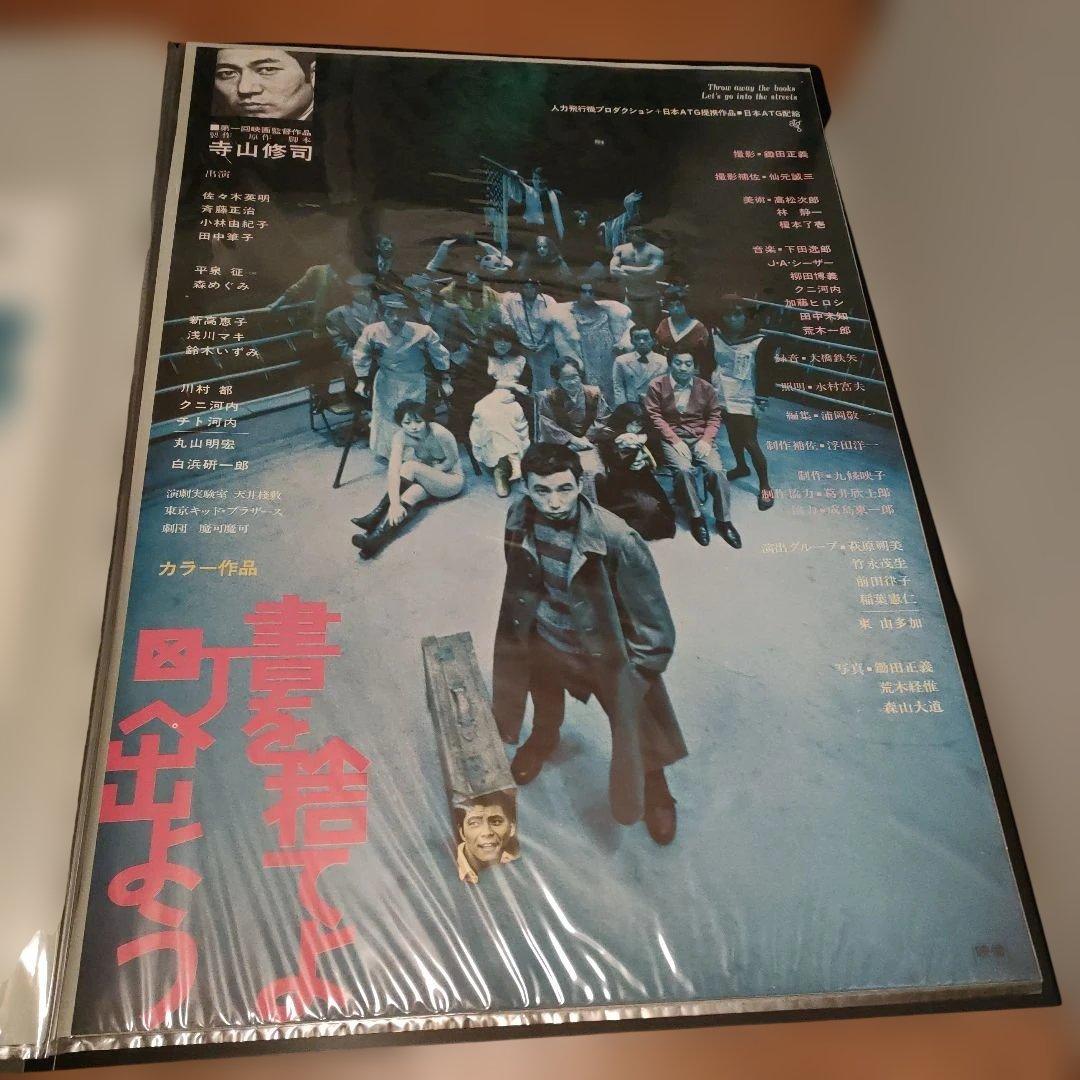 Throw away the books
Let's go into the streets
人力飛行機プロダクション+日本ATG提携作品■日本ATG配給
■第一回映画監督作品
製作 原作 脚本
寺山修司
出演
佐々木英明
斉藤正治
小林由紀子
田中筆子
平泉 征
森めぐみ
新高恵子
浅川マキ
鈴木いずみ
川村 都
クニ河内
チト河内
丸山明宏
白浜研一郎
演劇実験室 天井桟敷
東京キッド・ブラザース
劇団 魔可魔可
カラー作品
書を捨てよ
町へ出よう
撮影■鋤田正義
撮影補佐■仙元誠三
美術■高松次郎
林 静一
榎本了壱
音楽■下田逸郎
J・A・シーザー
柳田博義
クニ河内
加藤ヒロシ
田中未知
荒木一郎
録音■大橋鉄矢
照明■水村富夫
編集■浦岡敬一
制作補佐■浮田洋一
制作■九條映子
制作協力■葛井欣士郎
協力■成島東一郎
演出グループ■萩原朔美
竹永茂生
前田律子
稲葉憲仁
東 由多加
写真■鋤田正義
荒木経惟
森山大道
映倫